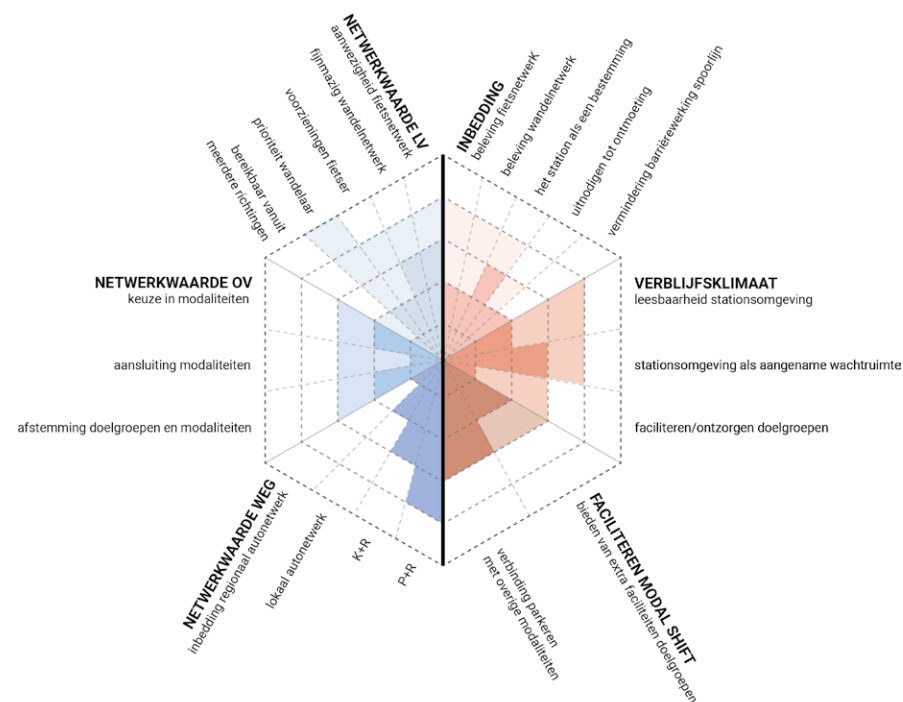 NETWERKWAARDE LV
aanwezigheid fietsnetwerk
fijnmazig wandelnetwerk
voorzieningen fietser
prioriteit wandelaar
bereikbaar vanuit
meerdere richtingen
INBEDDING
beleving fietsnetwerK
beleving wandelnetwerk
het station als een bestemming
uitnodigen tot ontmoeting
vermindering barrièrewerking spoorlijn
NETWERKWAARDE OV
keuze in modaliteiten
aansluiting modaliteiten
afstemming doelgroepen en modaliteiten
VERBLIJFSKLIMAAT
leesbaarheid stationsomgeving
stationsomgeving als aangename wachtruimte
faciliteren/ontzorgen doelgroepen
NETWERKWAARDE WEG
inbedding regionaal autonetwerk
lokaal autonetwerk
K+R
P+R
verbinding parkeren
met overige modaliteiten
FACILITEREN MODAL SHIFT
bieden van extra faciliteiten doelgroepen